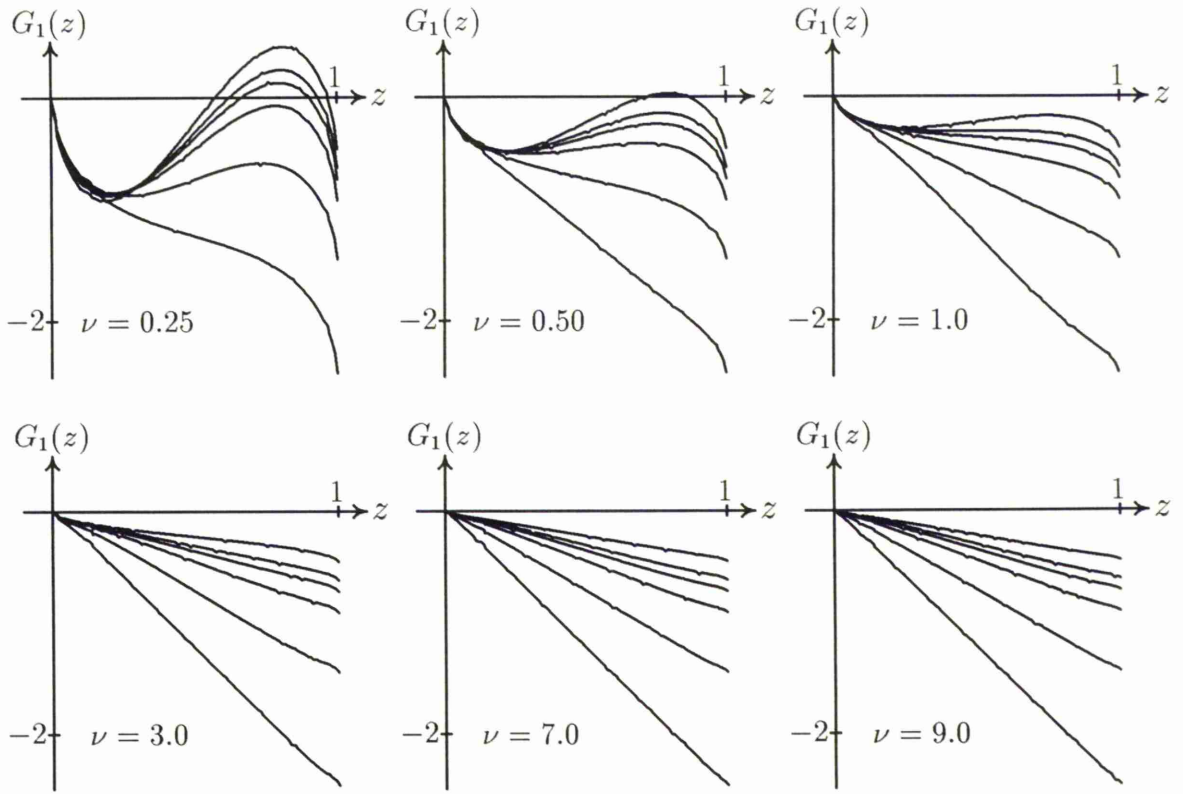 G₁(z)
1
z
−2
ν = 0.25
G₁(z)
1
z
−2
ν = 0.50
G₁(z)
1
z
−2
ν = 1.0
G₁(z)
1
z
−2
ν = 3.0
G₁(z)
1
z
−2
ν = 7.0
G₁(z)
1
z
−2
ν = 9.0